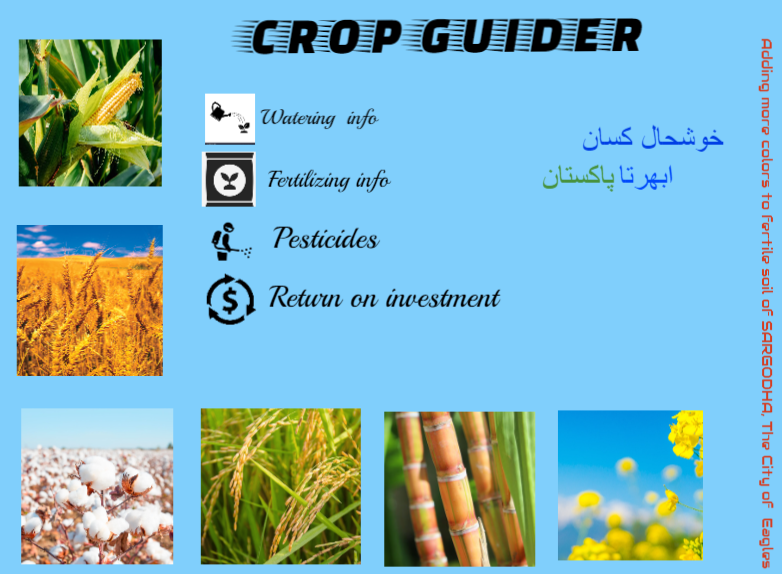 CROP GUIDER
Watering info
Fertilizing info
Pesticides
Return on investment
خوشحال کسان
ابھرتا پاکستان
Adding more colors to fertile soil of SARGODHA, The City of Eagles